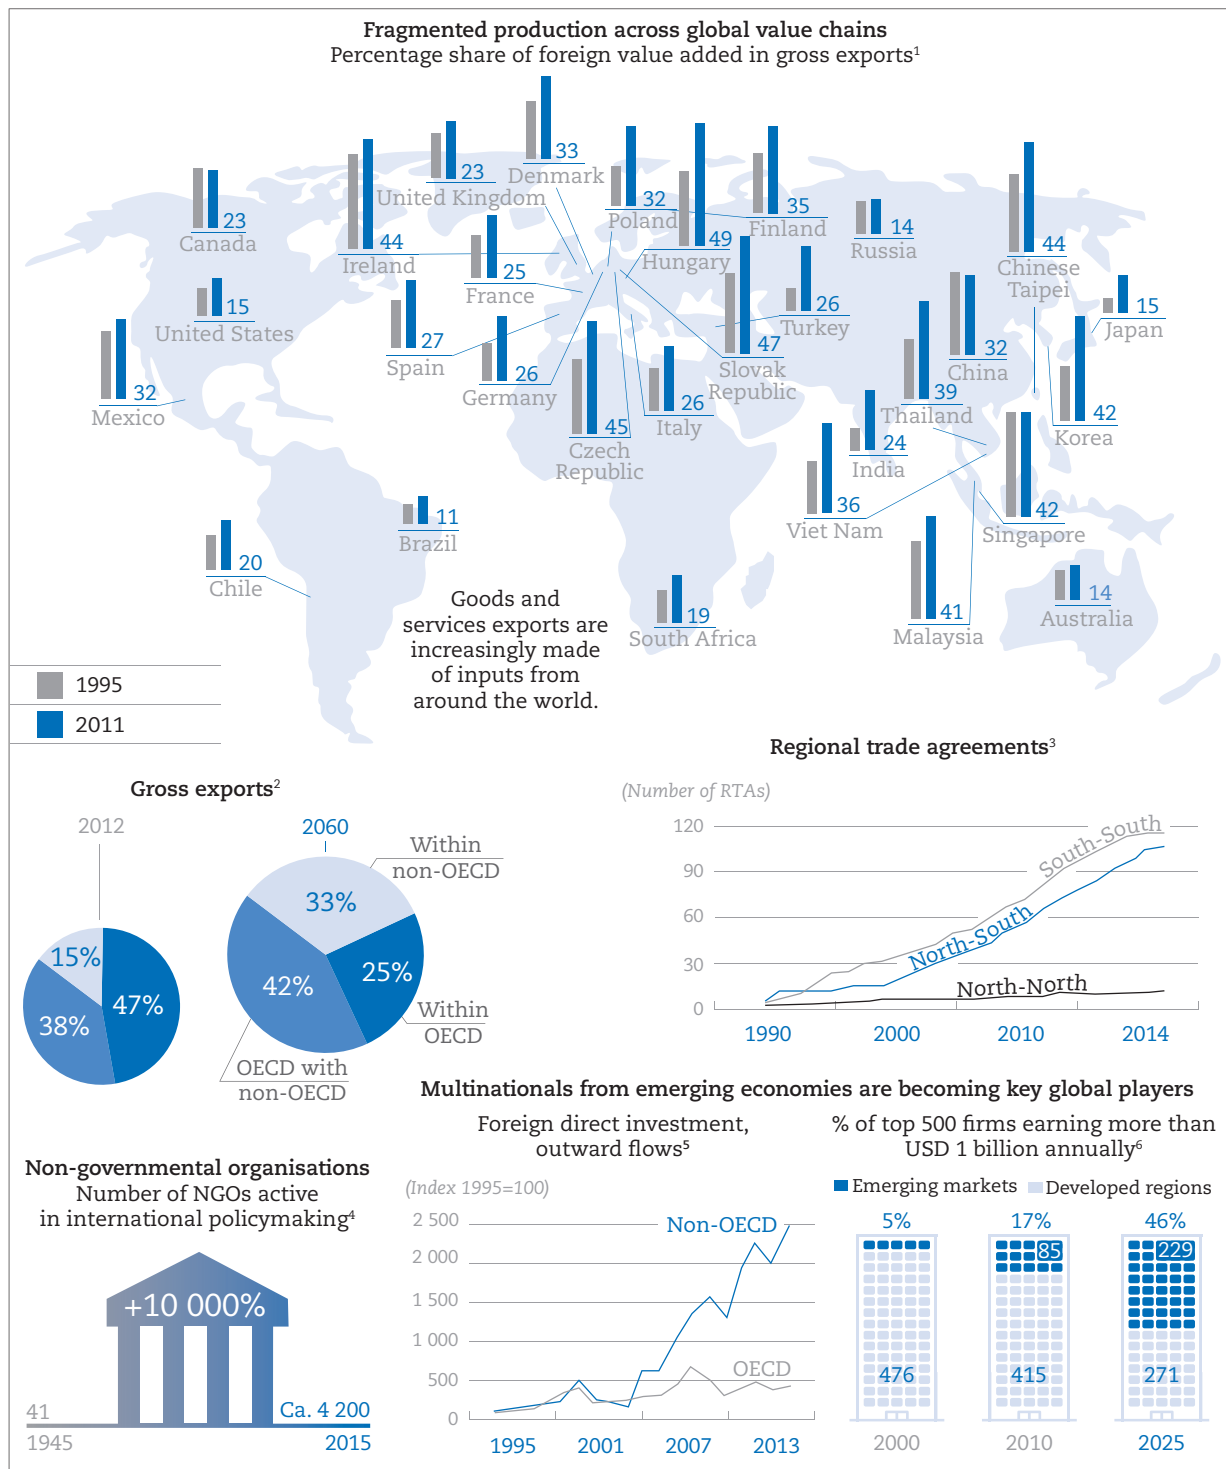 Fragmented production across global value chains
Percentage share of foreign value added in gross exports¹
33
Denmark
23
United Kingdom
32
Poland
35
Finland
23
Canada
44
Ireland
49
Hungary
14
Russia
44
Chinese
Taipei
25
France
15
United States
27
Spain
26
Turkey
15
Japan
47
Slovak
Republic
32
China
26
Germany
32
Mexico
26
Italy
39
Thailand
42
Korea
45
Czech
Republic
24
India
36
Viet Nam
42
Singapore
11
Brazil
20
Chile
19
South Africa
41
Malaysia
14
Australia
Goods and
services exports are
increasingly made
of inputs from
around the world.
1995
2011
Gross exports²
2012
15%
47%
38%
2060
33%
25%
42%
Within
non-OECD
Within
OECD
OECD with
non-OECD
Regional trade agreements³
(Number of RTAs)
120
90
60
30
0
South-South
North-South
North-North
1990
2000
2010
2014
Multinationals from emerging economies are becoming key global players
Non-governmental organisations
Number of NGOs active
in international policymaking⁴
+10 000%
41
Ca. 4 200
1945
2015
Foreign direct investment,
outward flows⁵
(Index 1995=100)
2 500
2 000
1 500
1 000
500
0
Non-OECD
OECD
1995
2001
2007
2013
% of top 500 firms earning more than
USD 1 billion annually⁶
Emerging markets
Developed regions
5%
17%
46%
85
229
476
415
271
2000
2010
2025